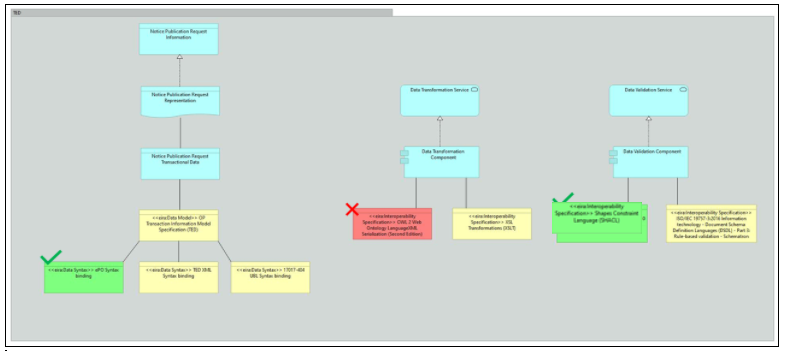 TED
Notice Publication Request
Information
Notice Publication Request
Representation
Notice Publication Request
Transactional Data
<<eira:Data Model>> OP
Transaction information Model
Specification (TED)
<<eira:Data Syntax>> ePO Syntax
binding
<<eira:Data Syntax>> TED XML
Syntax binding
<<eira:Data Syntax>> 17017-404
UBL Syntax binding
Data Transformation Service
Data Transformation
Component
<<eira:Interoperability
Specification>> OWL 2 Web
Ontology Language/XML
Serialisation (Second Edition)
<<eira:Interoperability
Specification>> XSL
Transformations (XSLT)
Data Validation Service
Data Validation Component
<<eira:Interoperability
Specification>> Shapes Constraint
Language (SHACL)
<<eira:Interoperability Specification>>
ISO/IEC 19757-3:2016 Information
technology - Document Schema
Definition Languages (DSDL) - Part 3:
Rule-based validation - Schematron